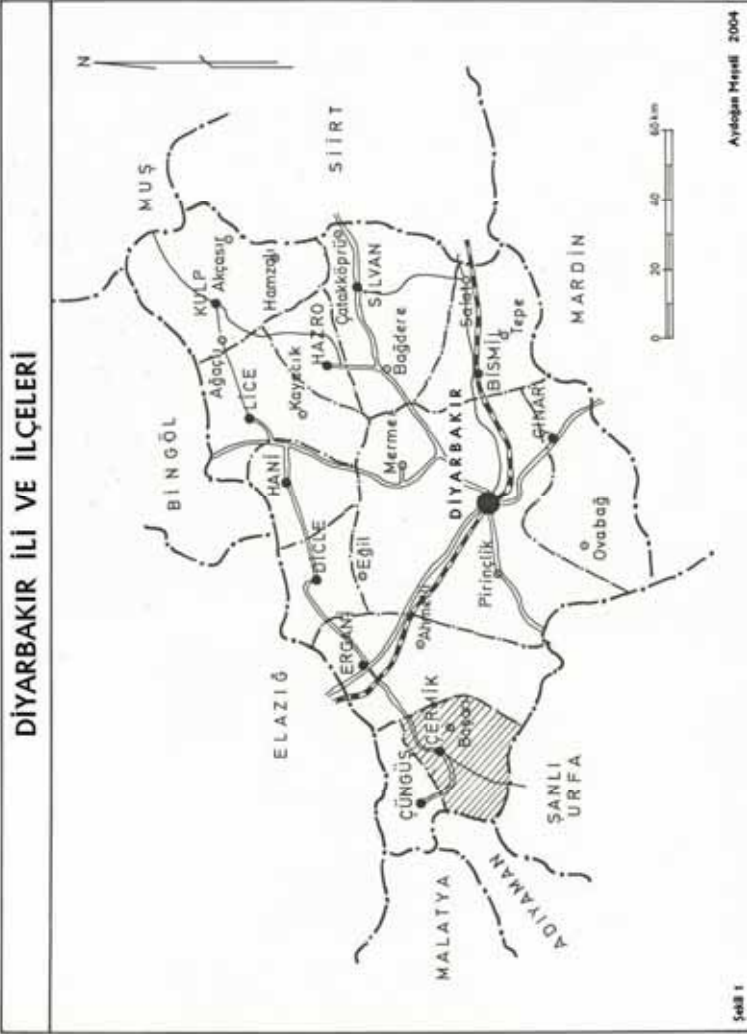 DİYARBAKIR İLİ VE İLÇELERİ
N
MUŞ
BİNGÖL
SİİRT
ELAZIĞ
MALATYA
ADIYAMAN
ŞANLI
URFA
MARDİN
KULP
Akçasır
Ağaçlı
Hamzalı
LİCE
Kayacık
HAZRO
Çatakköprü
SİLVAN
HANİ
Bağdere
Merme
DİCLE
Eğil
ERGANİ
Salat
BİSMİL
Tepe
DİYARBAKIR
ÇINAR
Ovabağ
Pirinçlik
ÇERMİK
ÇÜNGÜŞ
0 20 40 60 km
Şekil 1
Aydoğan Meşeli 2004